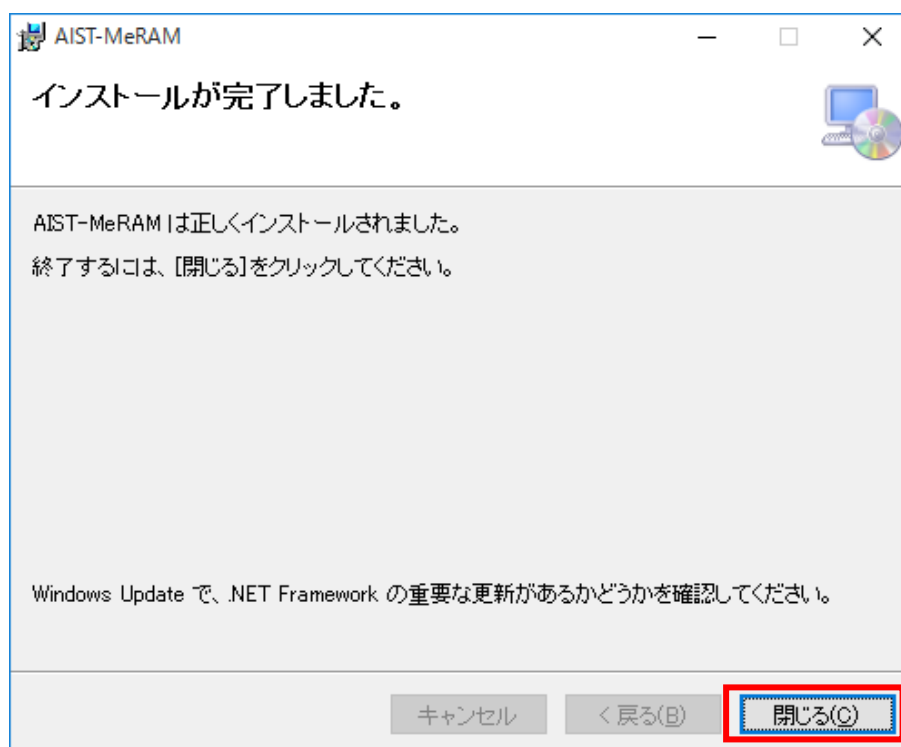 AIST-MeRAM
インストールが完了しました。
AIST-MeRAM は正しくインストールされました。
終了するには、[閉じる]をクリックしてください。
Windows Update で、.NET Framework の重要な更新があるかどうかを確認してください。
キャンセル
< 戻る(B)
閉じる(C)